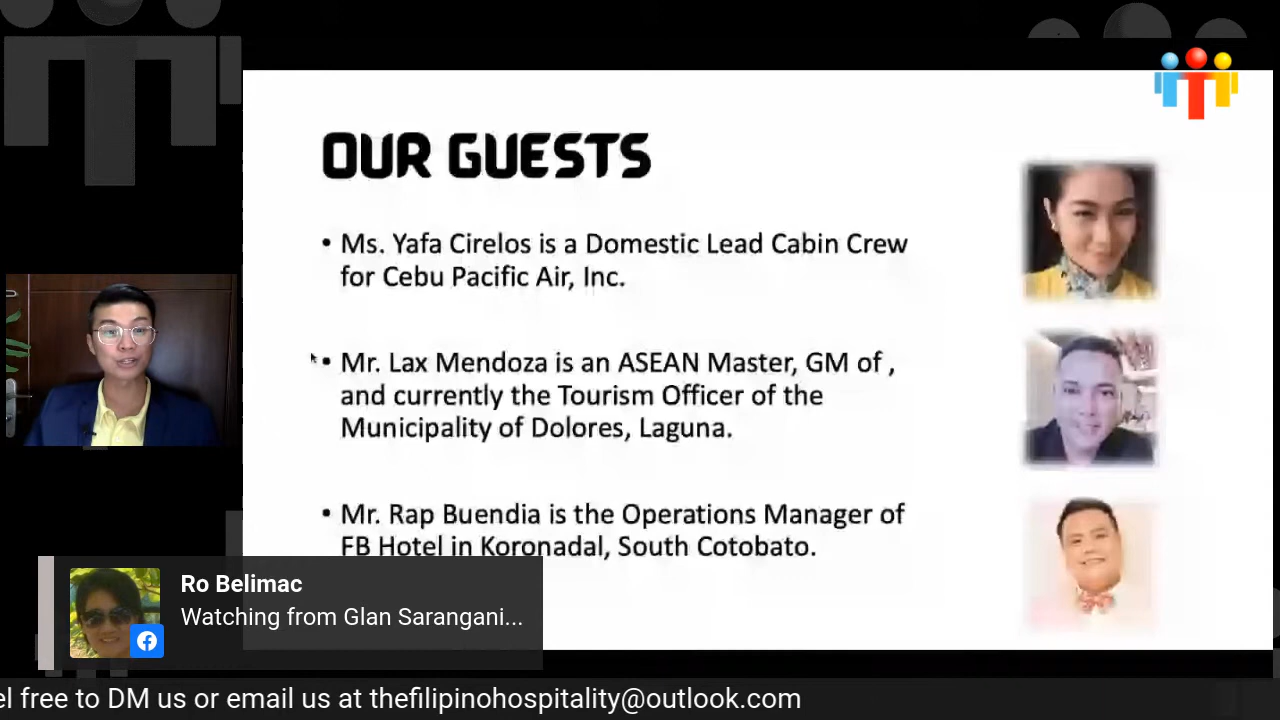 OUR GUESTS
• Ms. Yafa Cirelos is a Domestic Lead Cabin Crew
for Cebu Pacific Air, Inc.
• Mr. Lax Mendoza is an ASEAN Master, GM of ,
and currently the Tourism Officer of the
Municipality of Dolores, Laguna.
• Mr. Rap Buendia is the Operations Manager of
FB Hotel in Koronadal, South Cotobato.
Ro Belimac
Watching from Glan Sarangani...
el free to DM us or email us at thefilipinohospitality@outlook.com